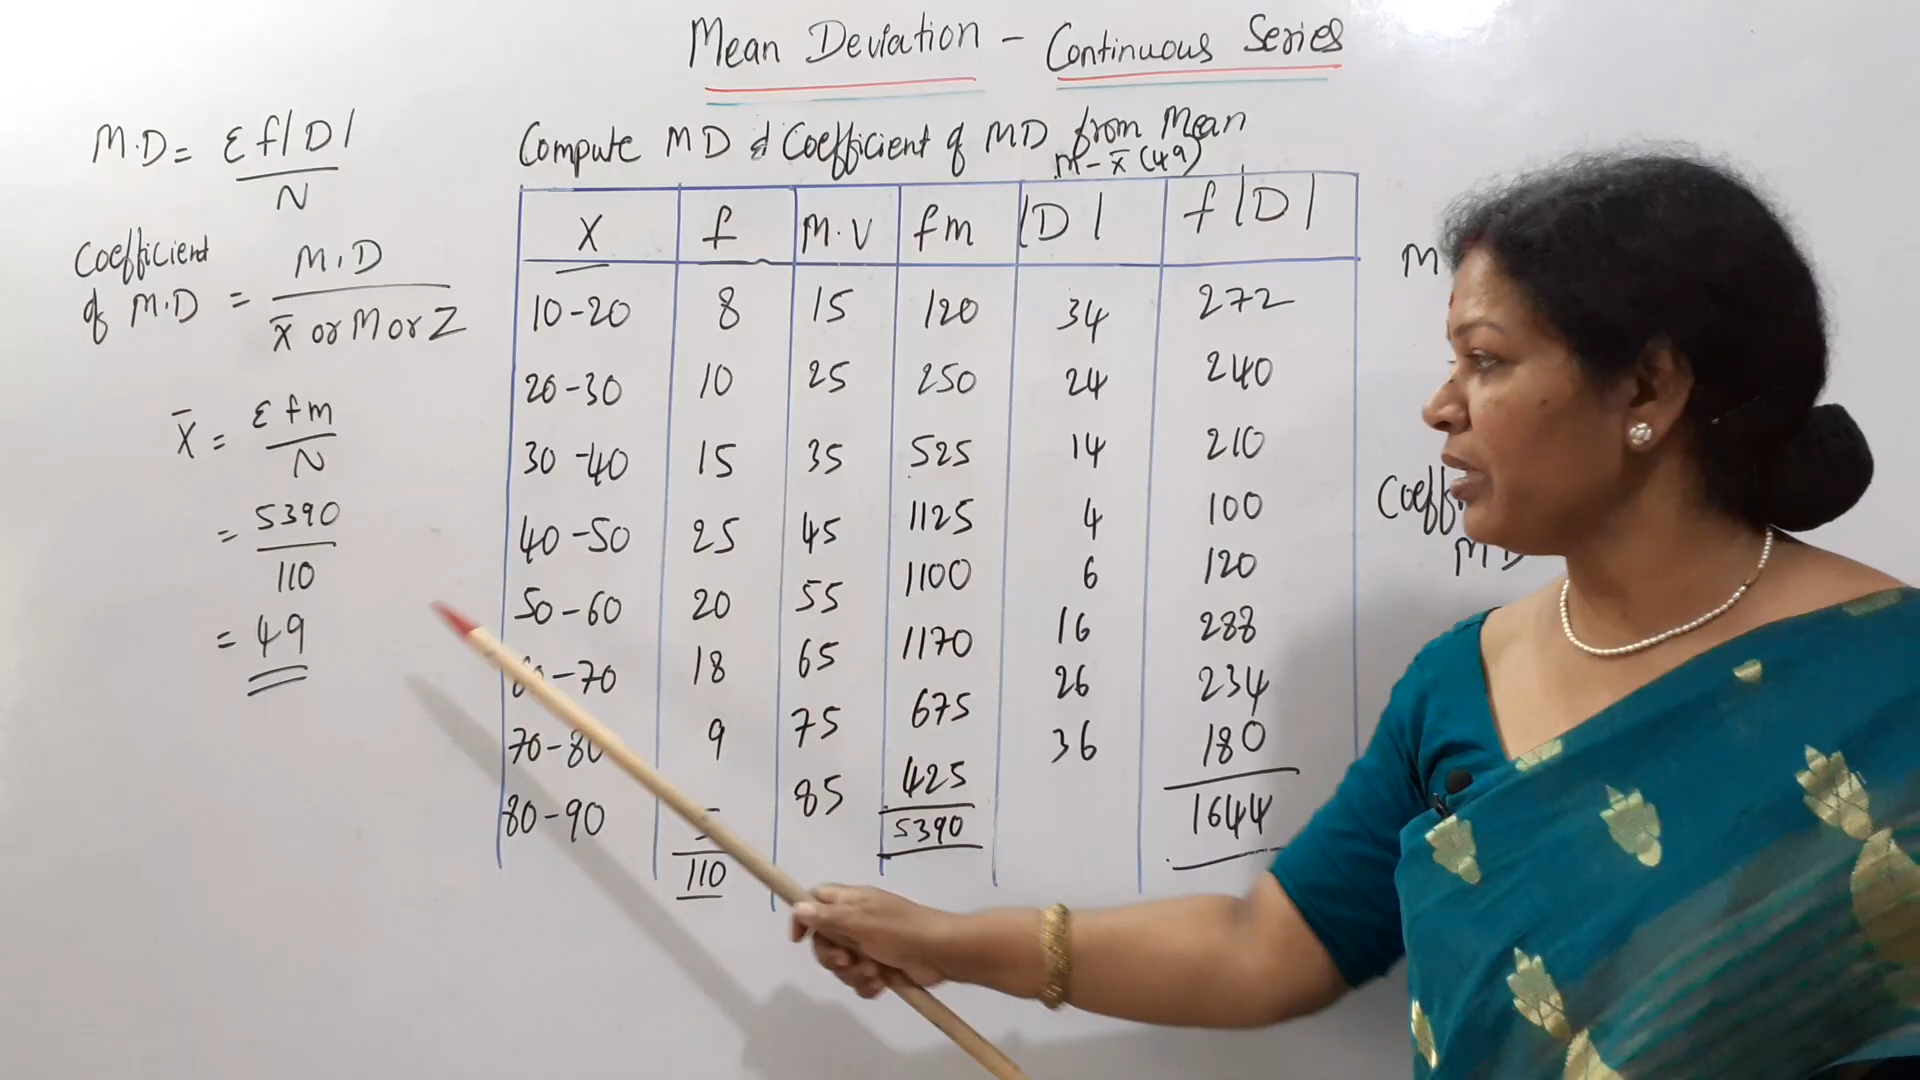 Mean Deviation - Continuous Series
M.D = Σf|D| / N
Coefficient of M.D = M.D / x̄ or M or Z
X̄ = Σfm / N
= 5390 / 110
= 49
Compute MD & Coefficient of MD from Mean
m - x̄ (49)
X f M.V fm |D| f|D|
10-20 8 15 120 34 272
20-30 10 25 250 24 240
30-40 15 35 525 14 210
40-50 25 45 1125 4 100
50-60 20 55 1100 6 120
-70 18 65 1170 16 288
70-80 9 75 675 26 234
80-90 85 425 36 180
110 5390 1644
M
Coeff
MD